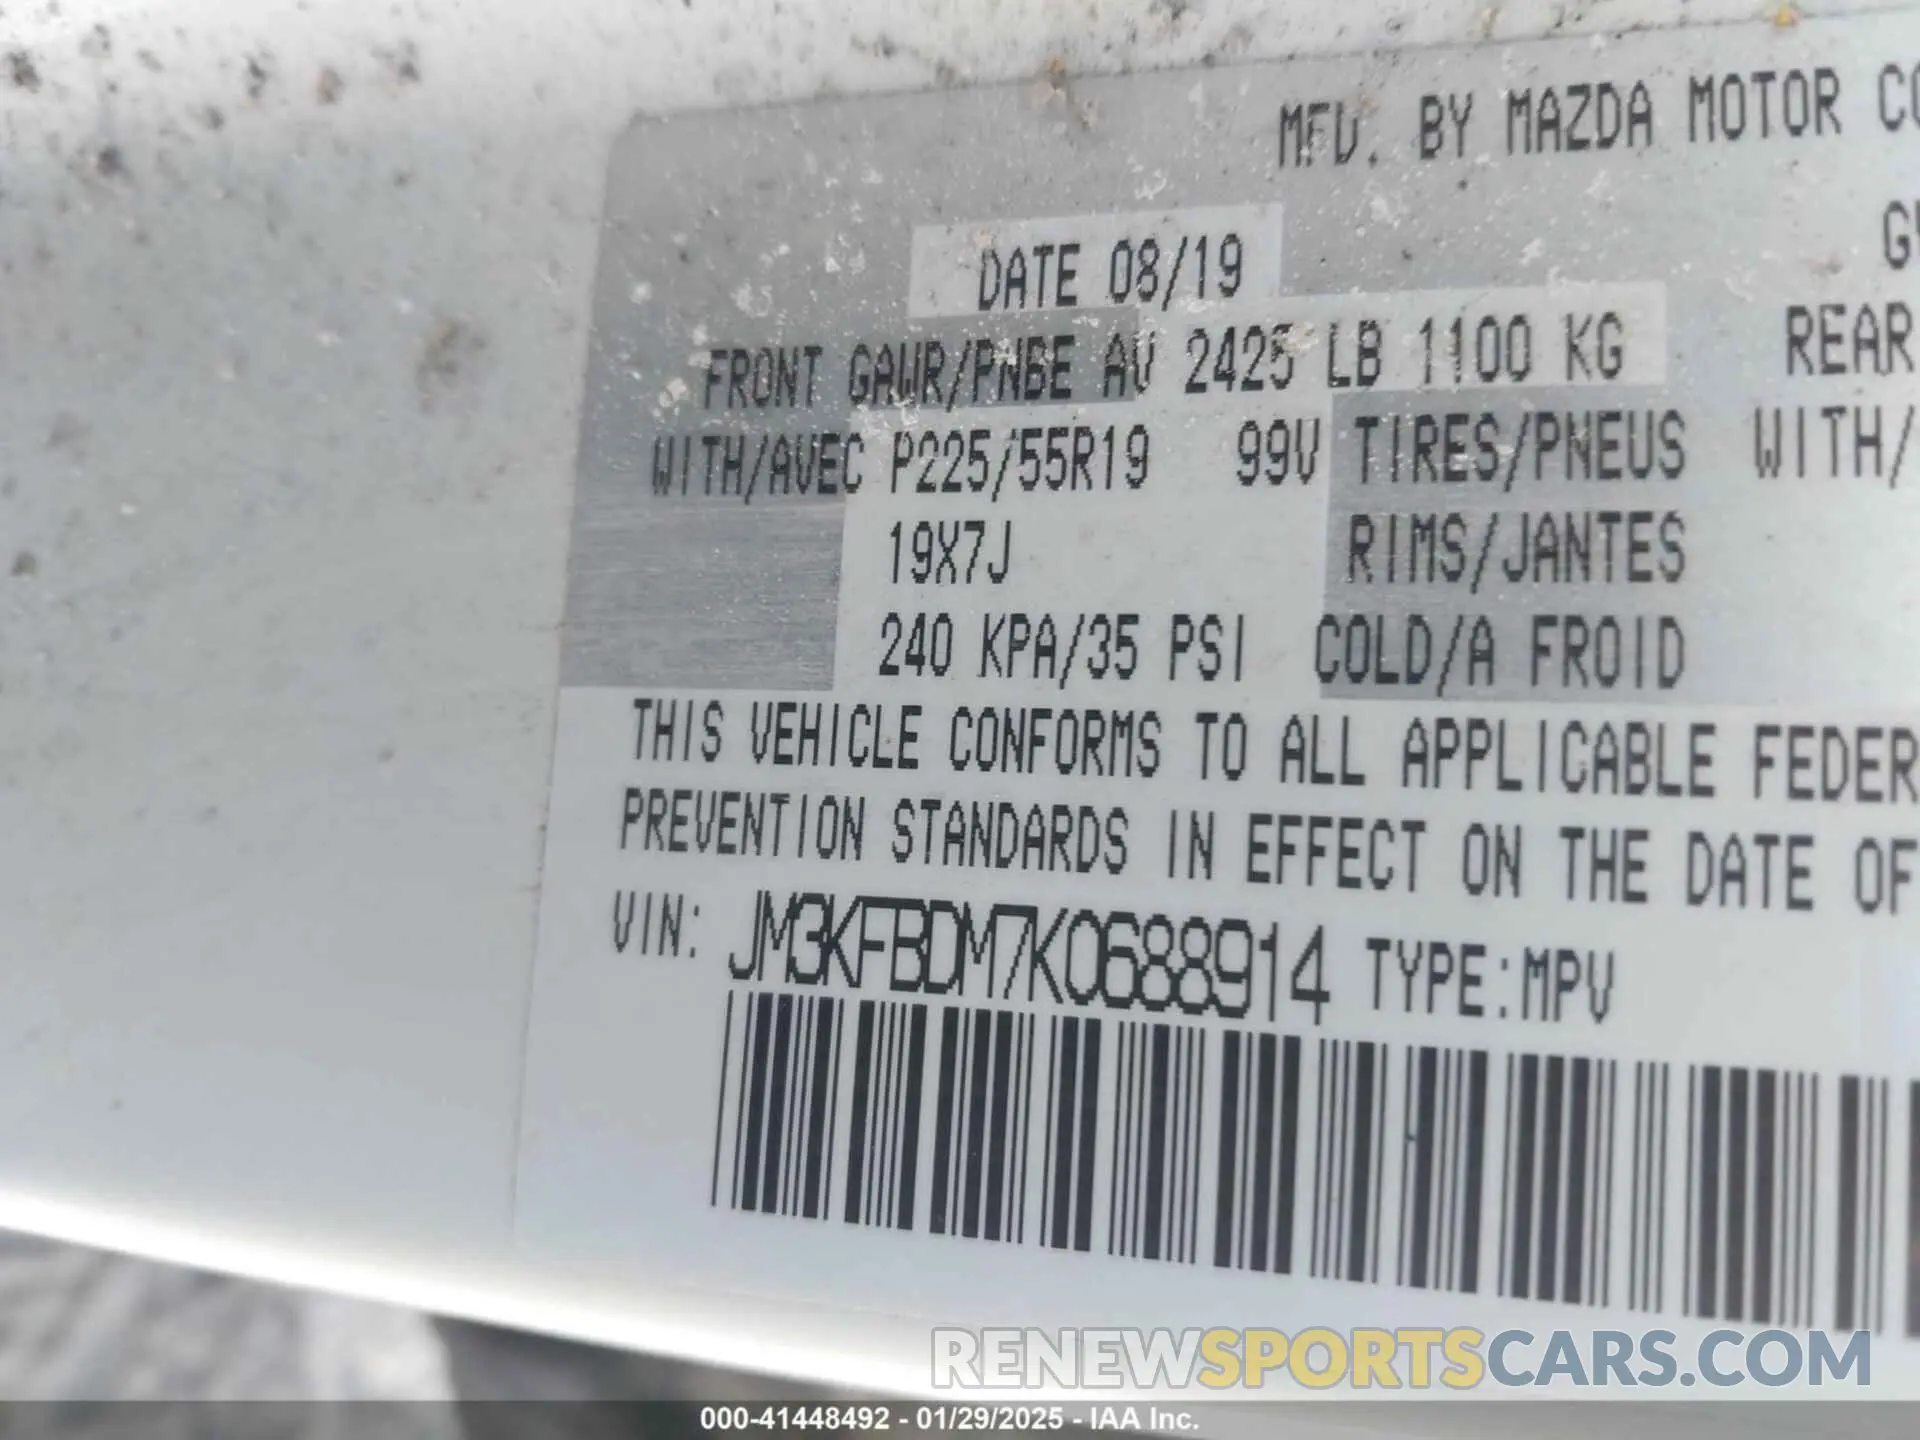 MFD. BY MAZDA MOTOR CO
DATE 08/19
GV
FRONT GAWR/PNBE AV 2425 LB 1100 KG REAR
WITH/AVEC P225/55R19 99V TIRES/PNEUS WITH/
19X7J RIMS/JANTES
240 KPA/35 PSI COLD/A FROID
THIS VEHICLE CONFORMS TO ALL APPLICABLE FEDER
PREVENTION STANDARDS IN EFFECT ON THE DATE OF
VIN: JM3KFBDM7K0688914 TYPE:MPV
RENEWSPORTSCARS.COM
000-41448492 - 01/29/2025 - IAA Inc.